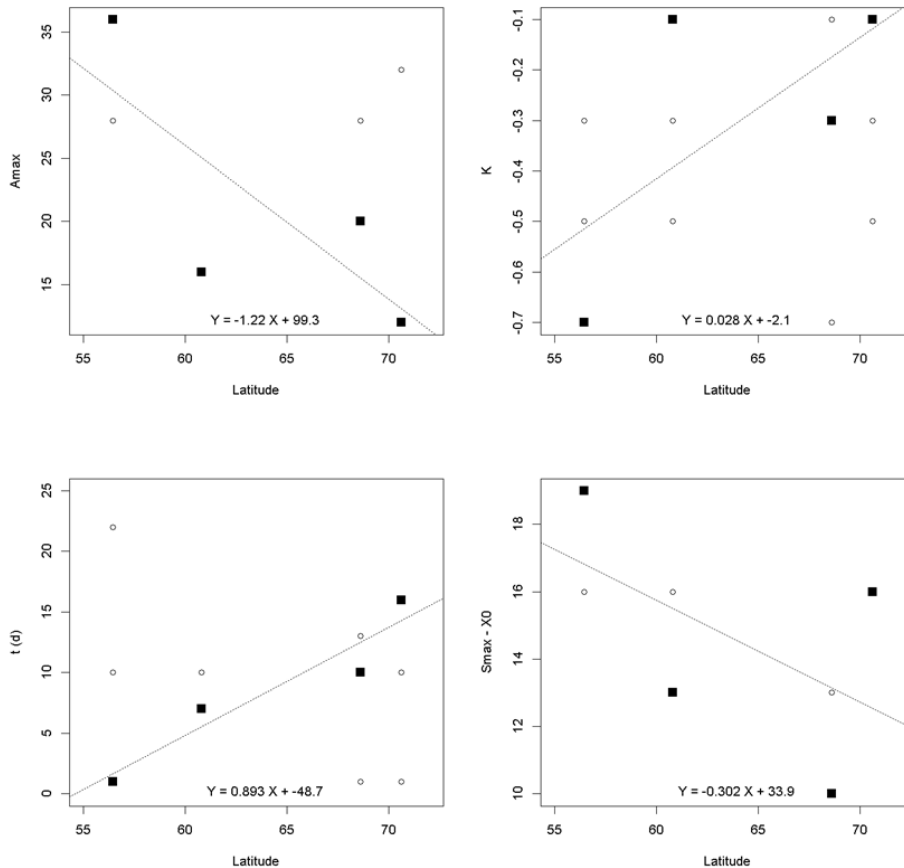 Amax
35
30
25
20
15
Y = -1.22 X + 99.3
55 60 65 70
Latitude
K
-0.1
-0.2
-0.3
-0.4
-0.5
-0.6
-0.7
Y = 0.028 X + -2.1
55 60 65 70
Latitude
t (d)
25
20
15
10
5
0
Y = 0.893 X + -48.7
55 60 65 70
Latitude
Smax - X0
18
16
14
12
10
Y = -0.302 X + 33.9
55 60 65 70
Latitude